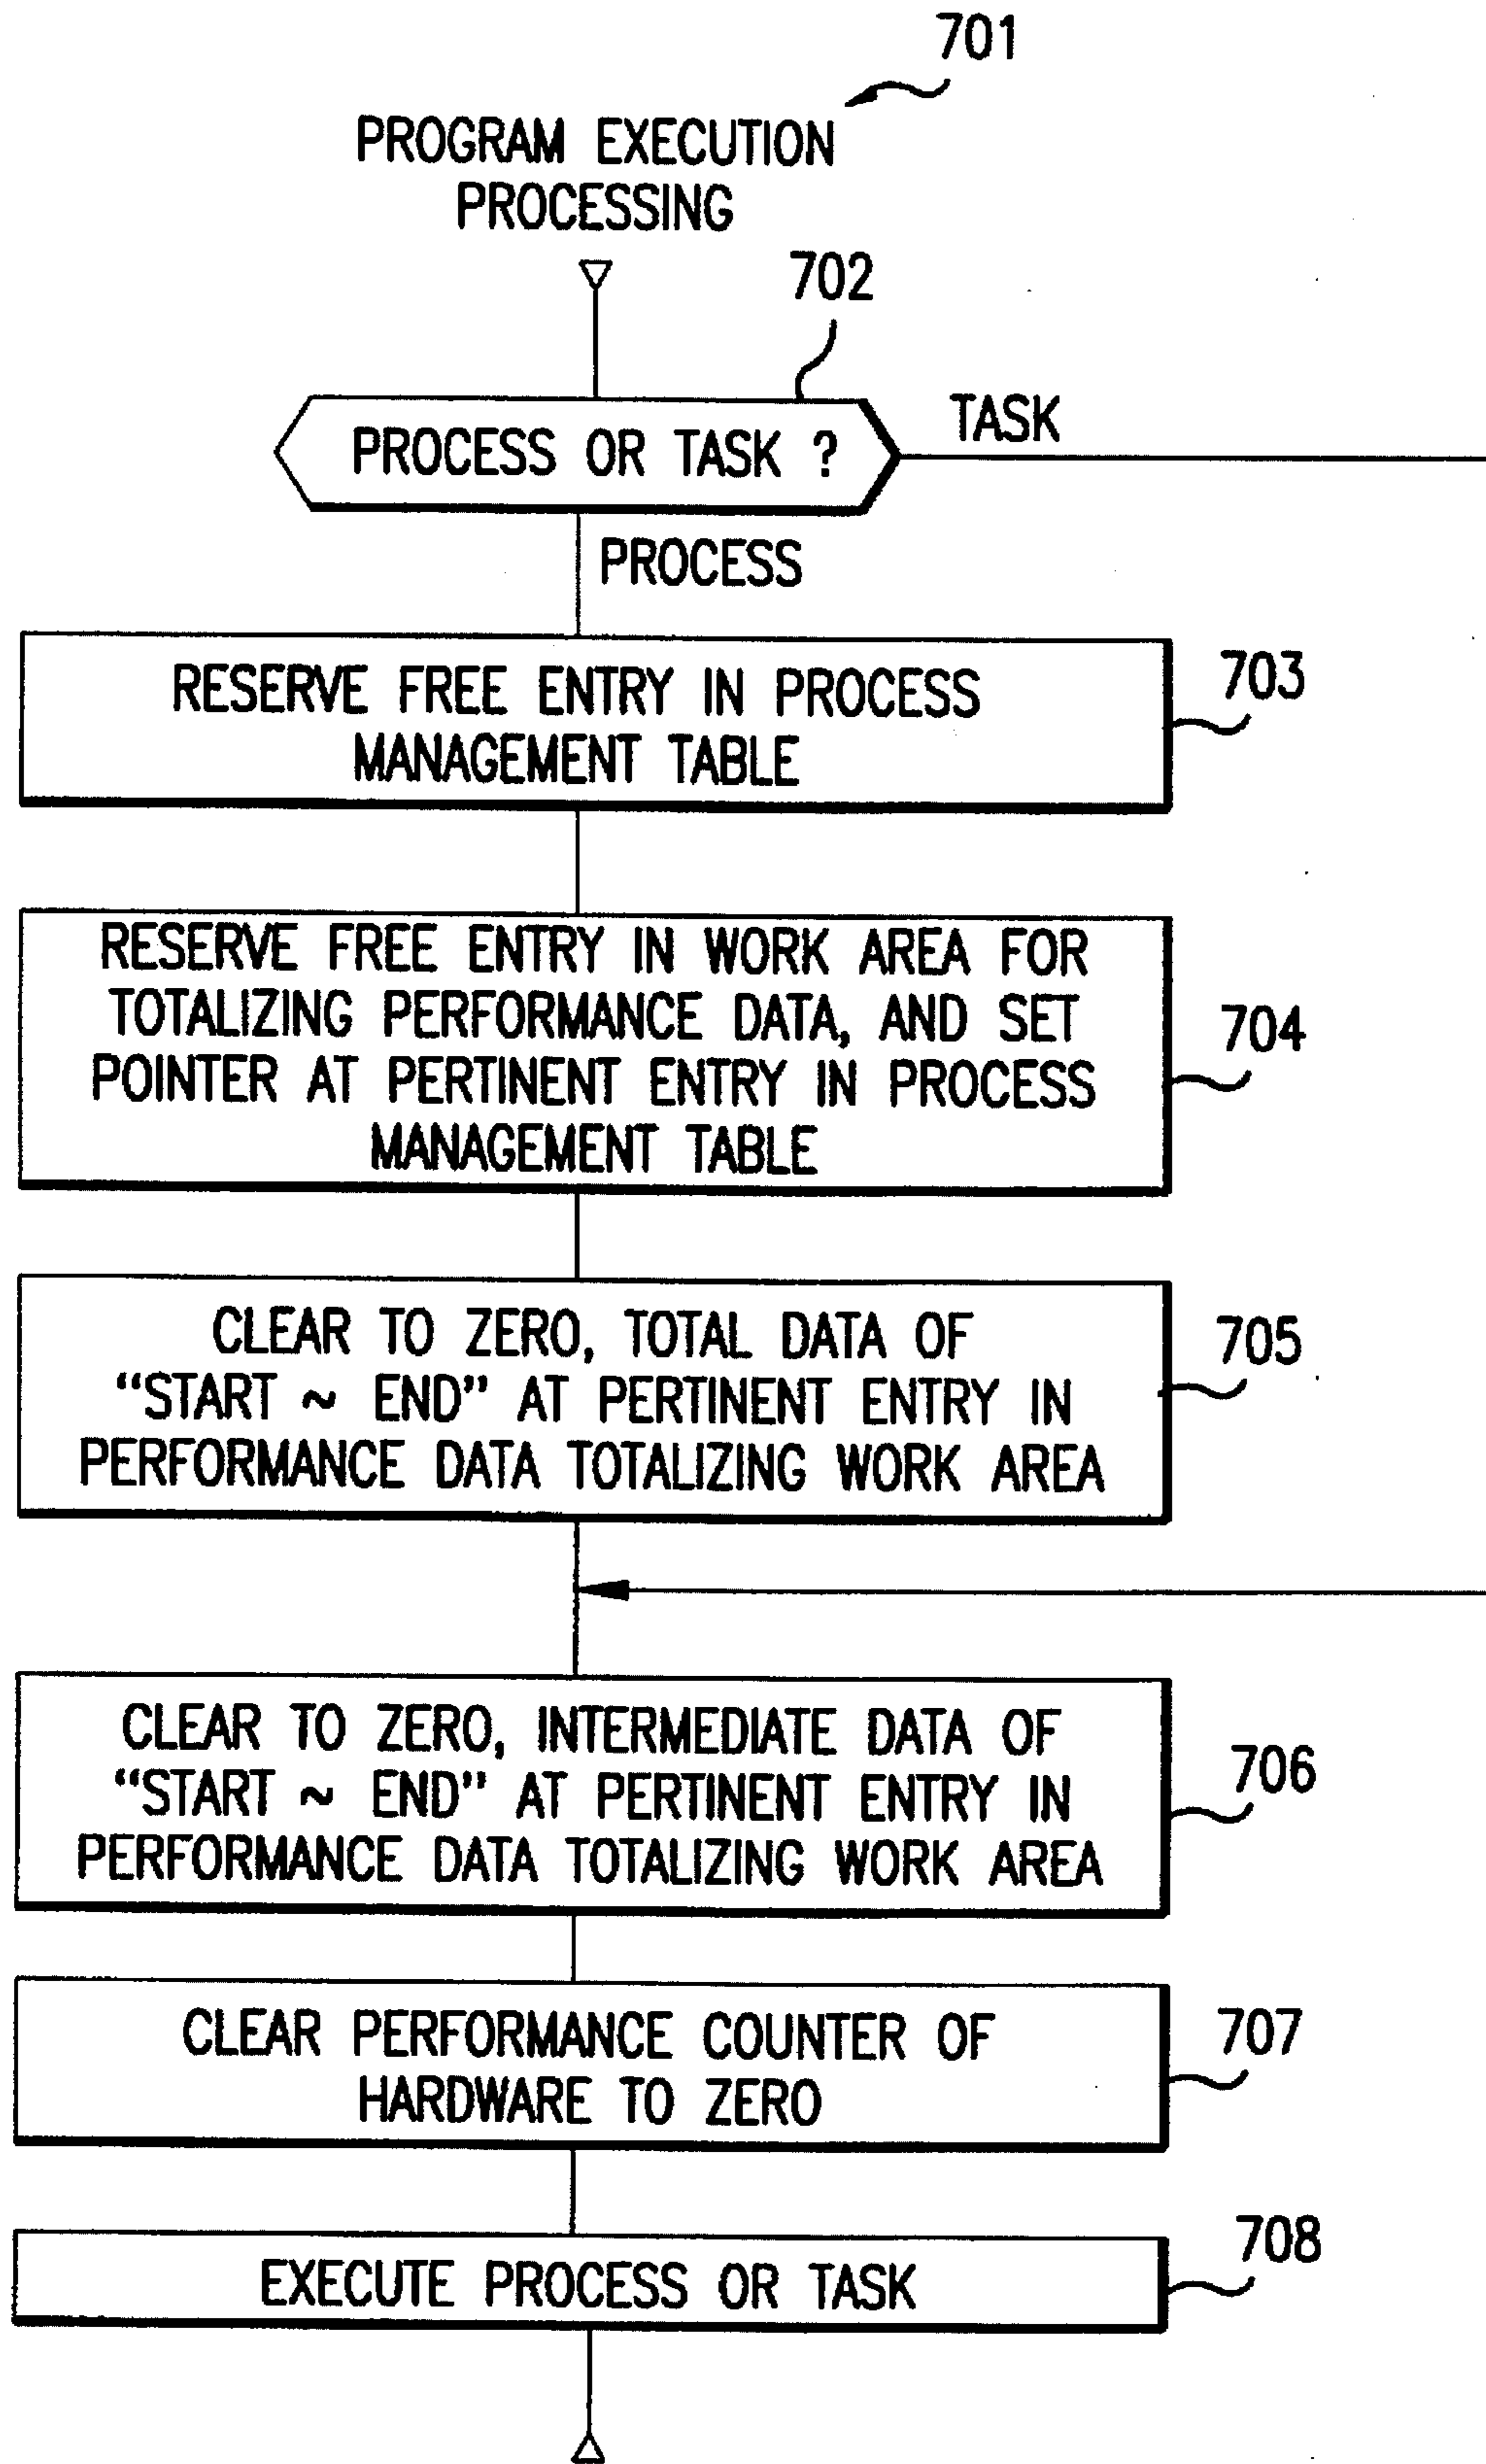 701
PROGRAM EXECUTION
PROCESSING
702
PROCESS OR TASK ?
TASK
PROCESS
RESERVE FREE ENTRY IN PROCESS
MANAGEMENT TABLE
703
RESERVE FREE ENTRY IN WORK AREA FOR
TOTALIZING PERFORMANCE DATA, AND SET
POINTER AT PERTINENT ENTRY IN PROCESS
MANAGEMENT TABLE
704
CLEAR TO ZERO, TOTAL DATA OF
“START ~ END” AT PERTINENT ENTRY IN
PERFORMANCE DATA TOTALIZING WORK AREA
705
CLEAR TO ZERO, INTERMEDIATE DATA OF
“START ~ END” AT PERTINENT ENTRY IN
PERFORMANCE DATA TOTALIZING WORK AREA
706
CLEAR PERFORMANCE COUNTER OF
HARDWARE TO ZERO
707
EXECUTE PROCESS OR TASK
708